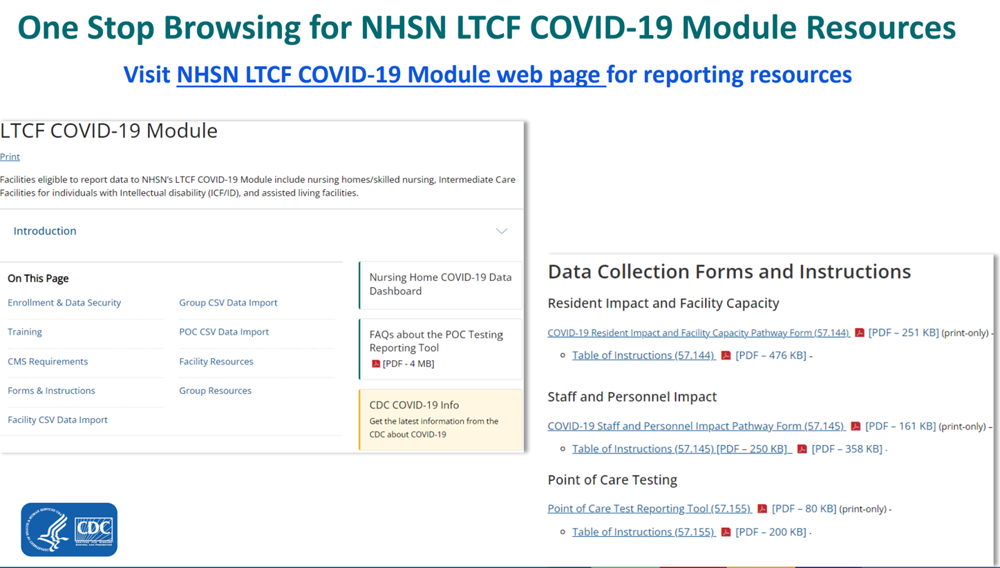 One Stop Browsing for NHSN LTCF COVID-19 Module Resources
Visit NHSN LTCF COVID-19 Module web page for reporting resources
LTCF COVID-19 Module
Print
Facilities eligible to report data to NHSN's LTCF COVID-19 Module include nursing homes/skilled nursing, Intermediate Care
Facilities for individuals with Intellectual disability (ICF/ID), and assisted living facilities.
Introduction
On This Page
Enrollment & Data Security
Training
CMS Requirements
Forms & Instructions
Facility CSV Data Import
Group CSV Data Import
POC CSV Data Import
Facility Resources
Group Resources
Nursing Home COVID-19 Data
Dashboard
FAQs about the POC Testing
Reporting Tool
[PDF - 4 MB]
CDC COVID-19 Info
Get the latest information from the
CDC about COVID-19
Data Collection Forms and Instructions
Resident Impact and Facility Capacity
COVID-19 Resident Impact and Facility Capacity Pathway Form (57.144) [PDF – 251 KB] (print-only) -
Table of Instructions (57.144) [PDF – 476 KB] -
Staff and Personnel Impact
COVID-19 Staff and Personnel Impact Pathway Form (57.145) [PDF – 161 KB] (print-only) –
Table of Instructions (57.145) [PDF – 250 KB] [PDF – 358 KB] .
Point of Care Testing
Point of Care Test Reporting Tool (57.155) [PDF – 80 KB] (print-only) -
Table of Instructions (57.155) [PDF – 200 KB] .
CDC
CENTERS FOR DISEASE
CONTROL AND PREVENTION